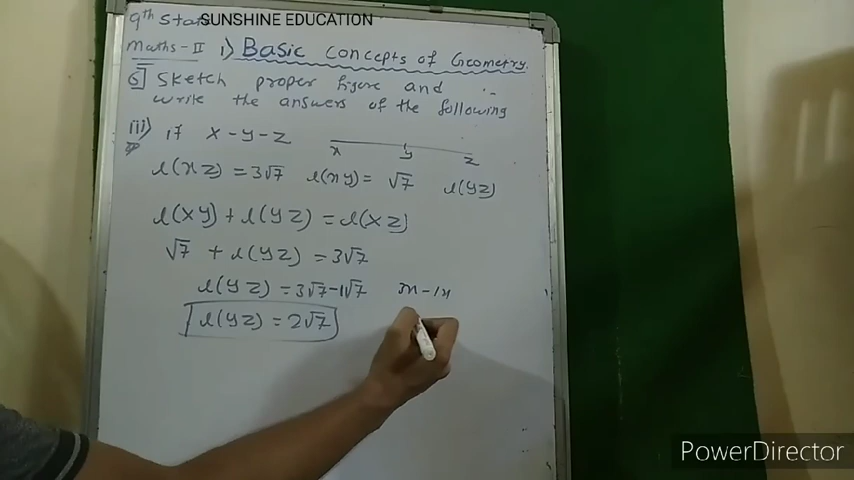 9th Stat
SUNSHINE EDUCATION
Maths-II 1) Basic Concepts of Geometry
6] Sketch proper figure and
write the answers of the following
iii) if x-y-z
x y z
l(xz) = 3√7 l(xy) = √7 l(yz)
l(xy) + l(yz) = l(xz)
√7 + l(yz) = 3√7
l(yz) = 3√7 - 1√7 3x - 1x
l(yz) = 2√7
PowerDirector